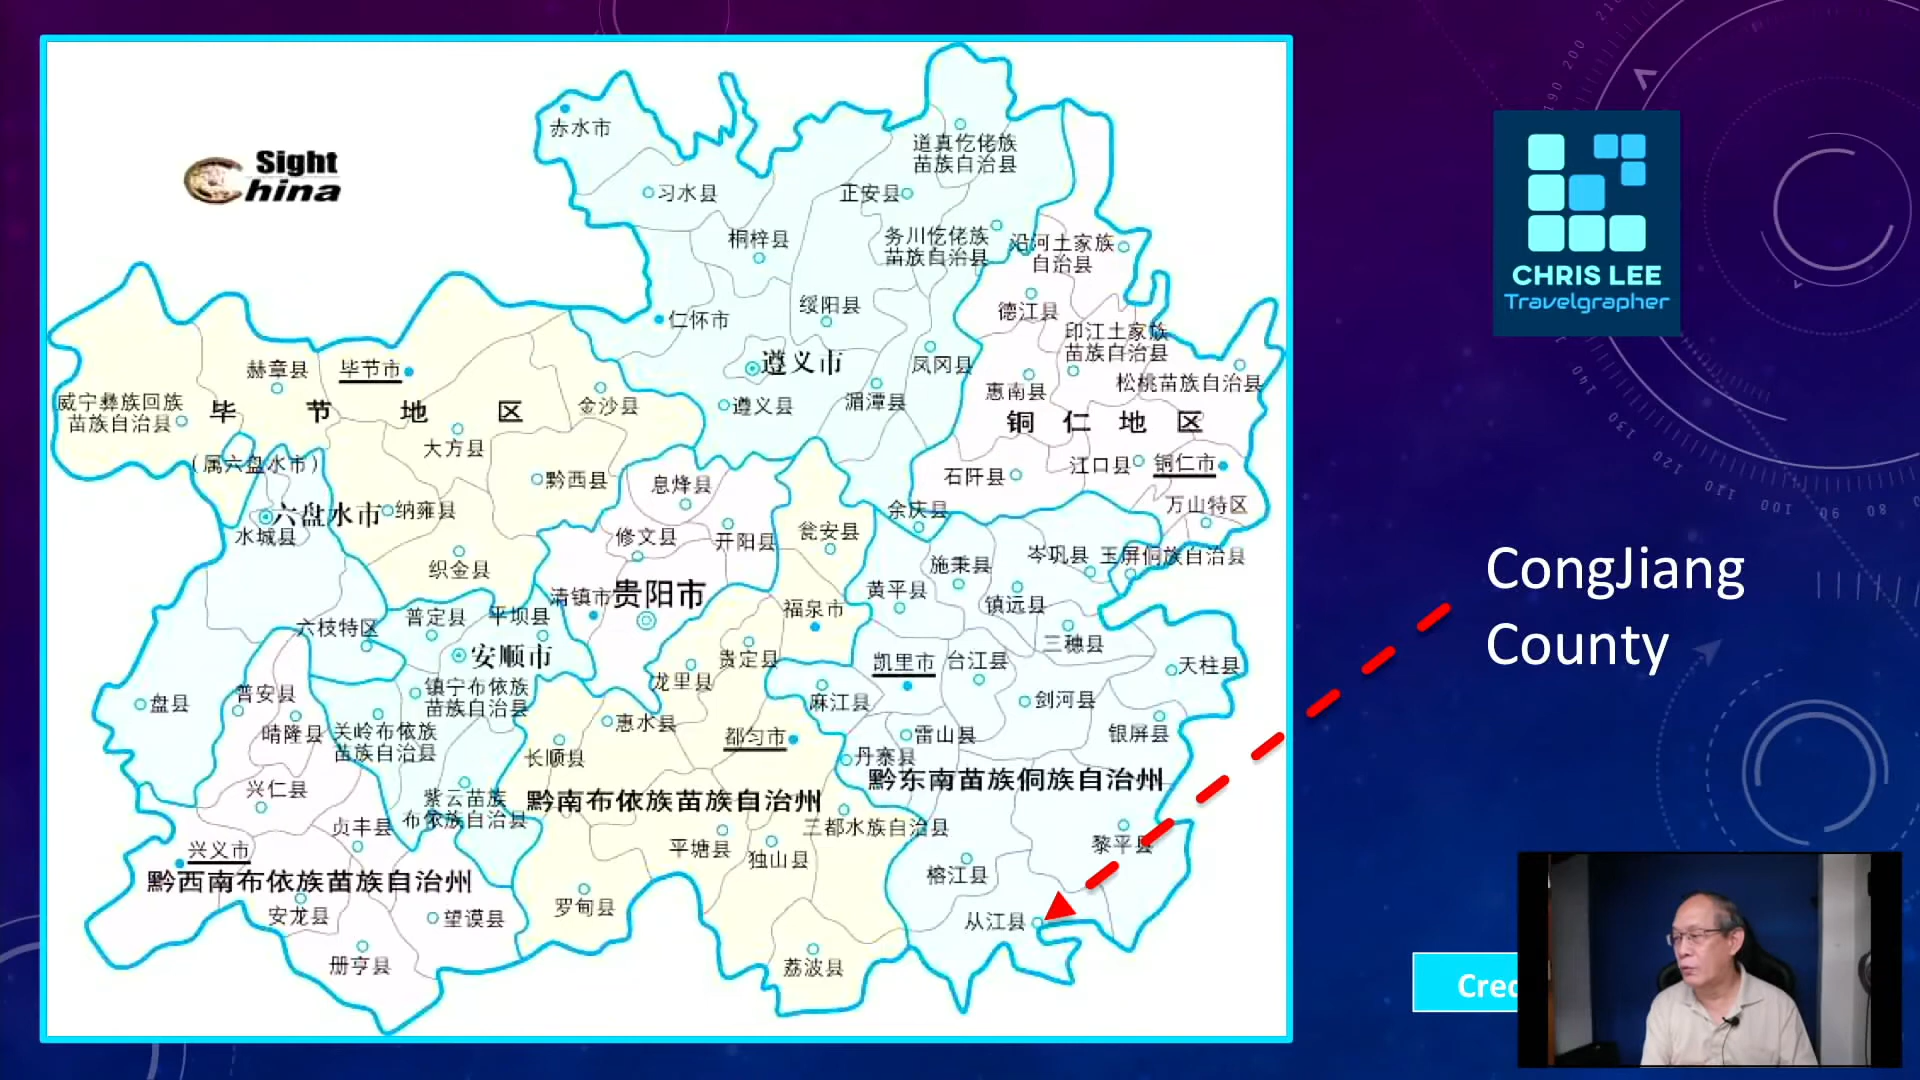 Sight
China
赤水市
道真仡佬族
苗族自治县
习水县
正安县
桐梓县
务川仡佬族
苗族自治县
沿河土家族
自治县
仁怀市
绥阳县
德江县
印江土家族
苗族自治县
遵义市
凤冈县
赫章县
毕节市
威宁彝族回族
苗族自治县
毕节地区
金沙县
遵义县
湄潭县
惠南县
松桃苗族自治县
铜仁地区
大方县
(属六盘水市)
黔西县
息烽县
石阡县
江口县
铜仁市
万山特区
六盘水市
纳雍县
余庆县
水城县
修文县
开阳县
瓮安县
岑巩县
玉屏侗族自治县
施秉县
织金县
黄平县
清镇市
贵阳市
福泉市
镇远县
普定县
平坝县
六枝特区
三穗县
安顺市
贵定县
凯里市
台江县
天柱县
龙里县
盘县
普安县
镇宁布依族
苗族自治县
麻江县
剑河县
晴隆县
关岭布依族
苗族自治县
惠水县
都匀市
雷山县
银屏县
长顺县
丹寨县
黔东南苗族侗族自治州
兴仁县
紫云苗族
布依族自治县
黔南布依族苗族自治州
贞丰县
三都水族自治县
兴义市
平塘县
独山县
黎平县
黔西南布依族苗族自治州
榕江县
安龙县
望谟县
罗甸县
从江县
册亨县
荔波县
CHRIS LEE
Travelgrapher
CongJiang
County
210
200
190
140
130
120
110
100
90
80